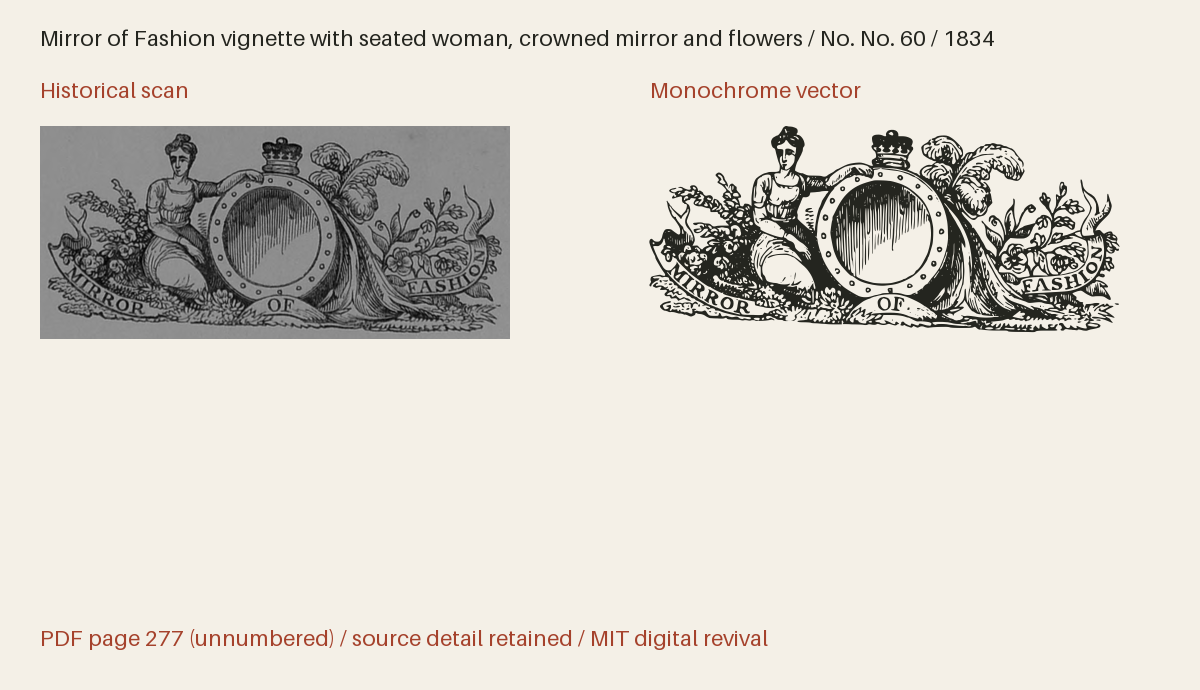 Mirror of Fashion vignette with seated woman, crowned mirror and flowers / No. No. 60 / 1834
Historical scan
Monochrome vector
MIRROR OF FASHION
MIRROR OF FASHION
PDF page 277 (unnumbered) / source detail retained / MIT digital revival